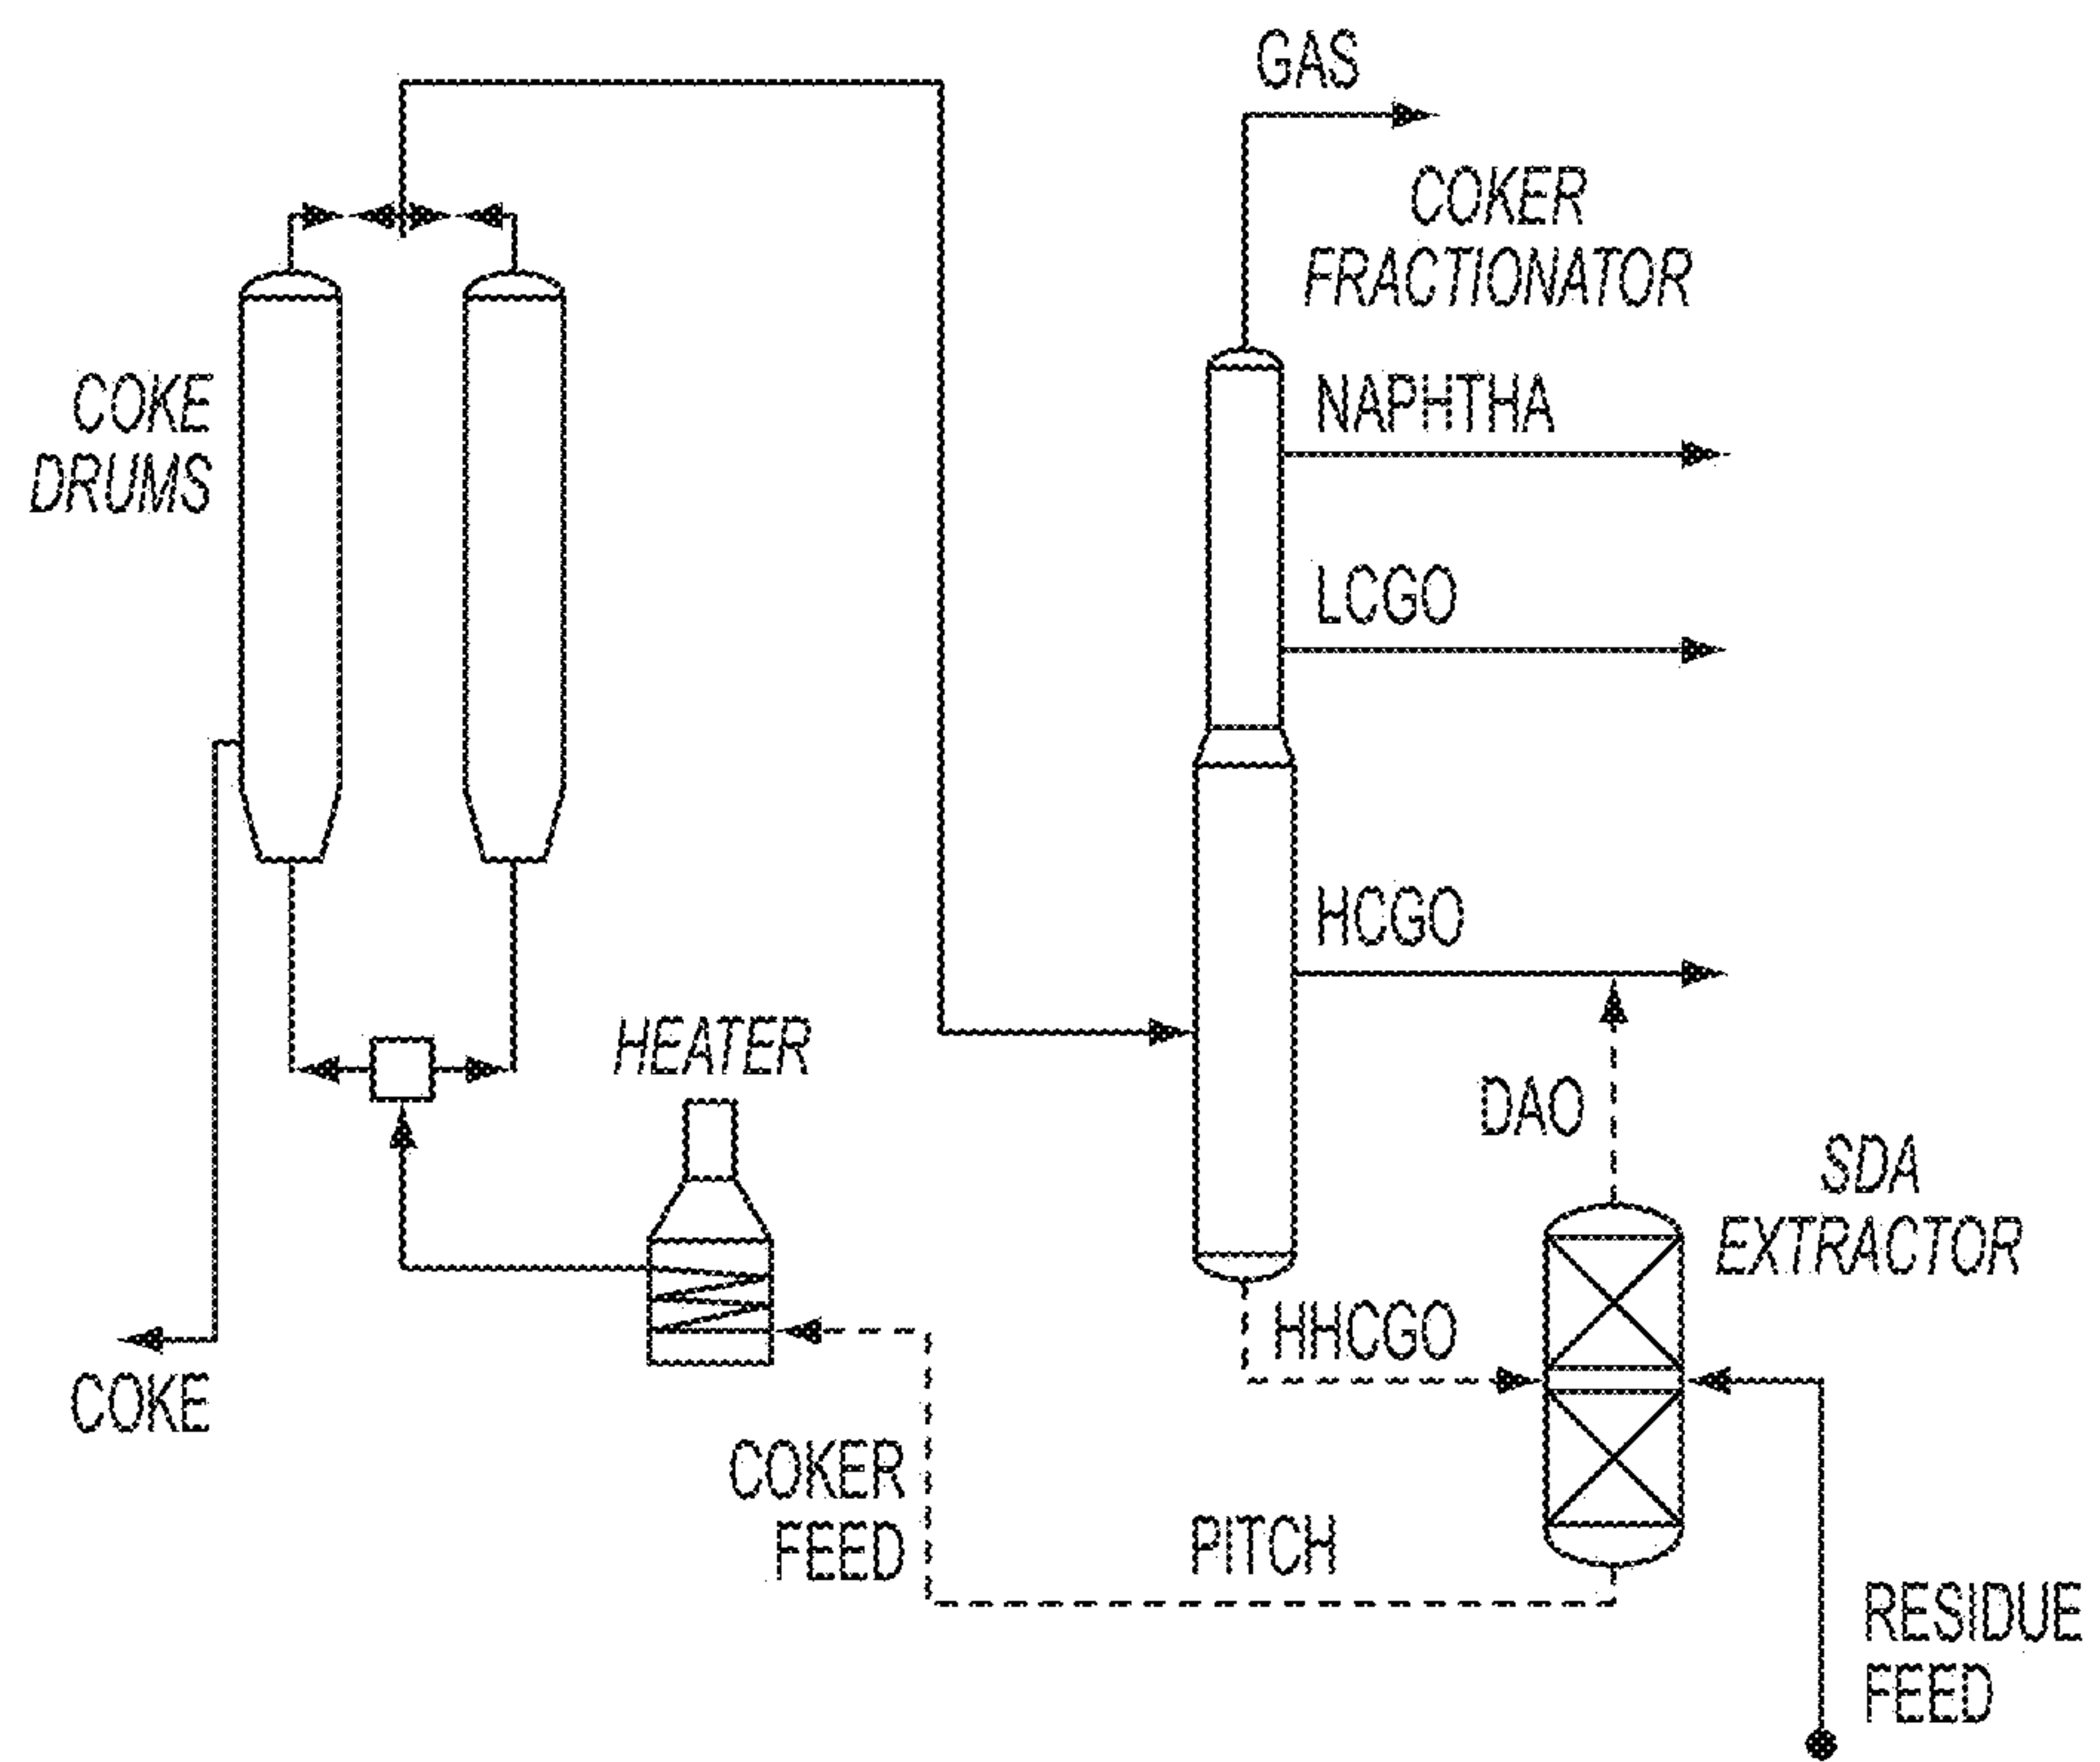 GAS
COKER
FRACTIONATOR
COKE
DRUMS
NAPHTHA
LCGO
HCGO
HEATER
DAO
SDA
EXTRACTOR
HHCGO
COKE
COKER
FEED
PITCH
RESIDUE
FEED